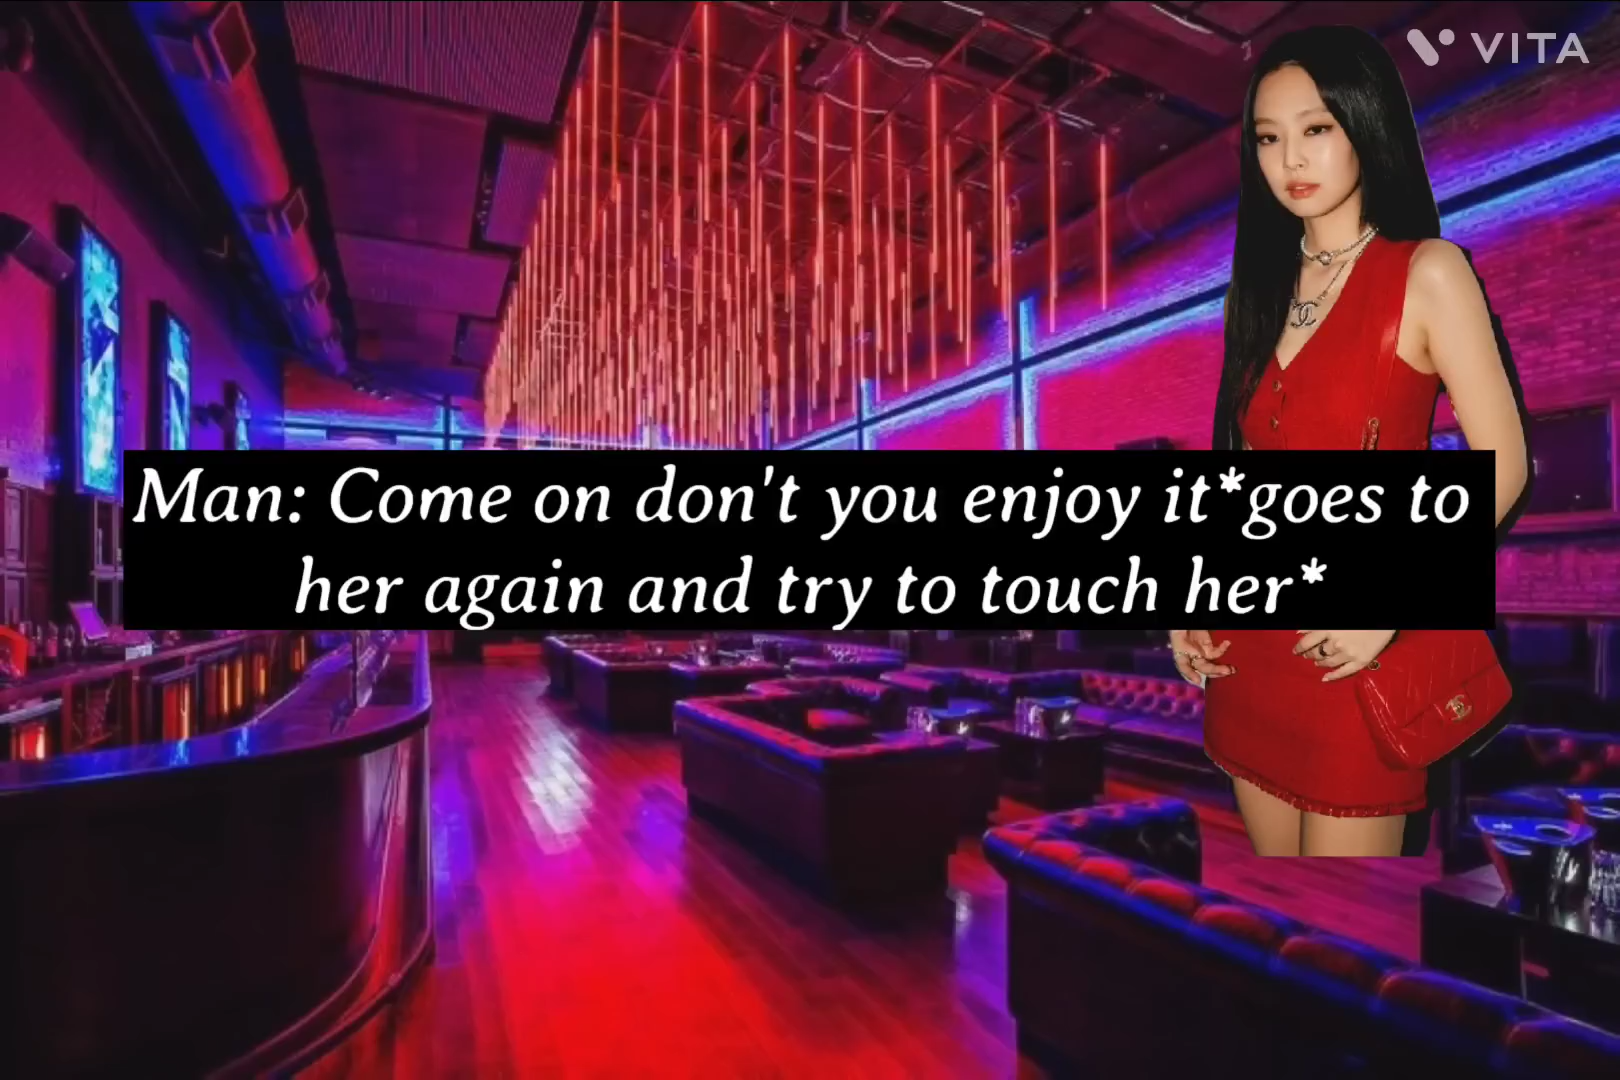 VITA
Man: Come on don't you enjoy it*goes to
her again and try to touch her*